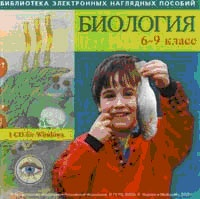 БИБЛИОТЕКА ЭЛЕКТРОННЫХ НАГЛЯДНЫХ ПОСОБИЙ
БИОЛОГИЯ
6-9 класс
1 CD for Windows